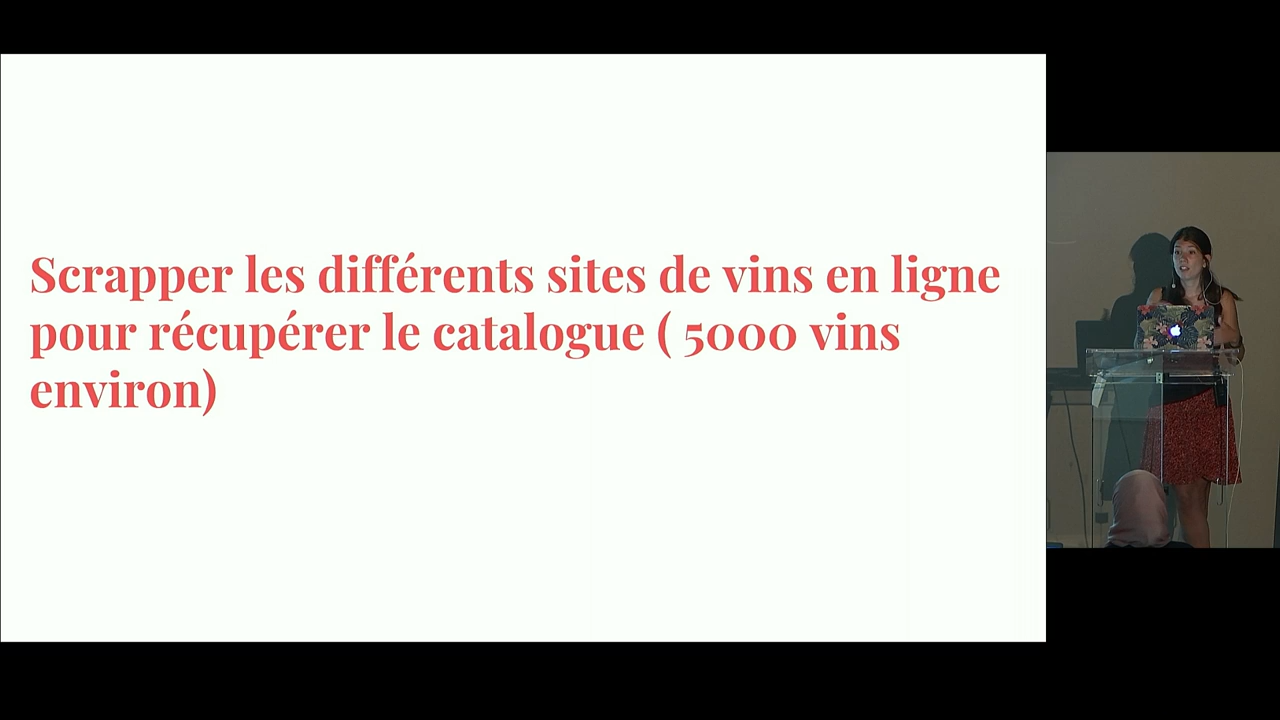 Scrapper les différents sites de vins en ligne
pour récupérer le catalogue ( 5000 vins
environ)